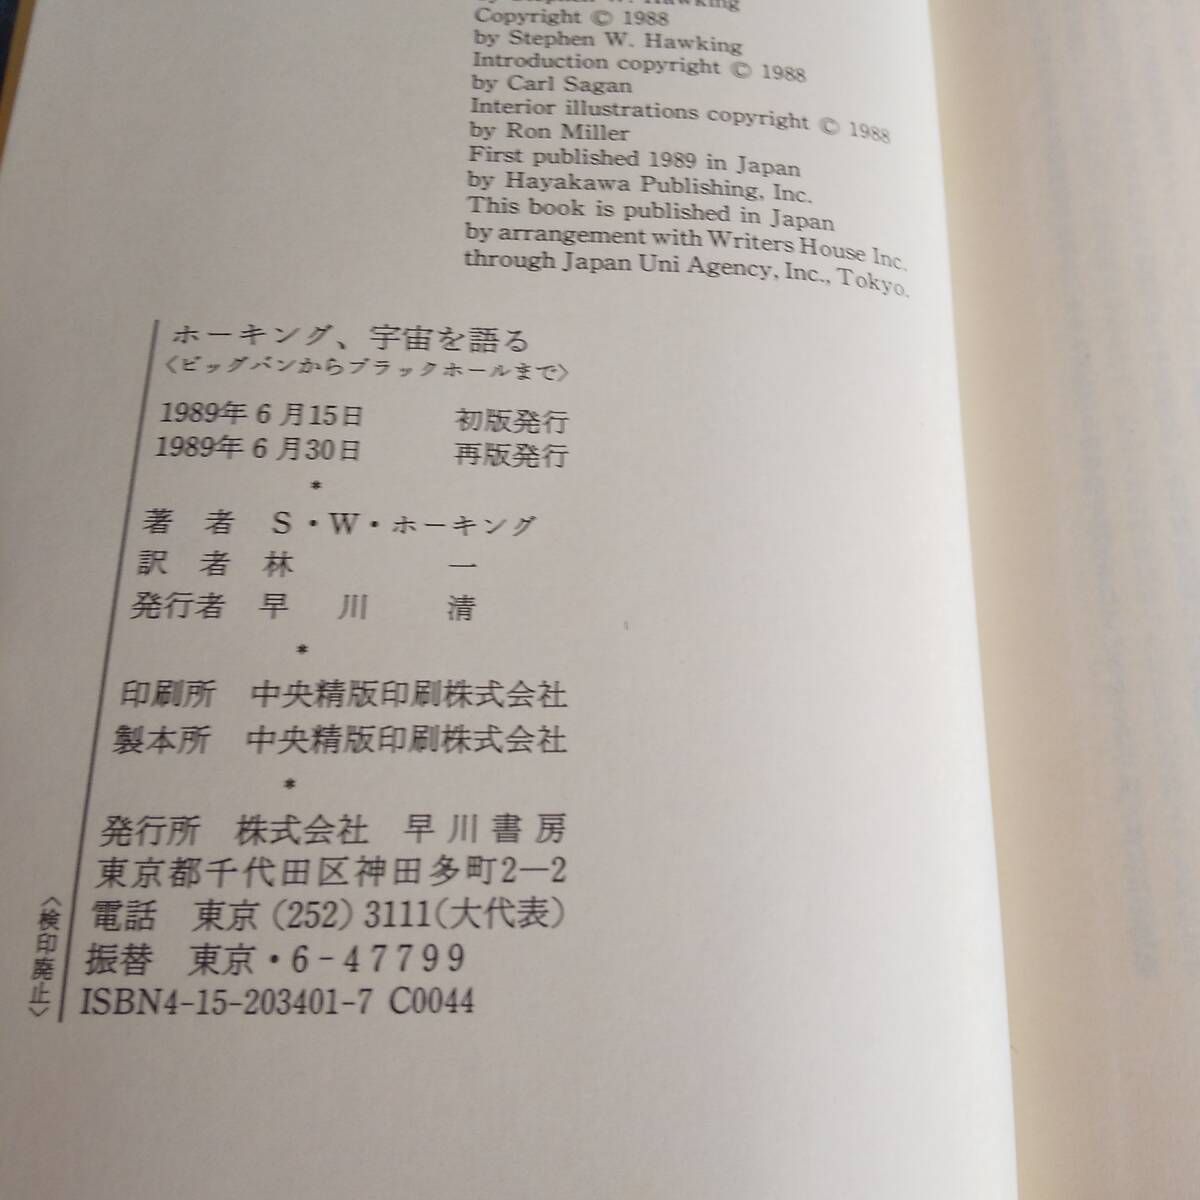 by Stephen W. Hawking
Copyright © 1988
by Stephen W. Hawking
Introduction copyright © 1988
by Carl Sagan
Interior illustrations copyright © 1988
by Ron Miller
First published 1989 in Japan
by Hayakawa Publishing, Inc.
This book is published in Japan
by arrangement with Writers House Inc.
through Japan Uni Agency, Inc., Tokyo.
ホーキング、宇宙を語る
〈ビッグバンからブラックホールまで〉
1989年6月15日 初版発行
1989年6月30日 再版発行
*
著者 S・W・ホーキング
訳者 林 一
発行者 早川 清
*
印刷所 中央精版印刷株式会社
製本所 中央精版印刷株式会社
*
発行所 株式会社 早川書房
東京都千代田区神田多町2―2
電話 東京(252)3111(大代表)
振替 東京・6-47799
ISBN4-15-203401-7 C0044
〈検印廃止〉